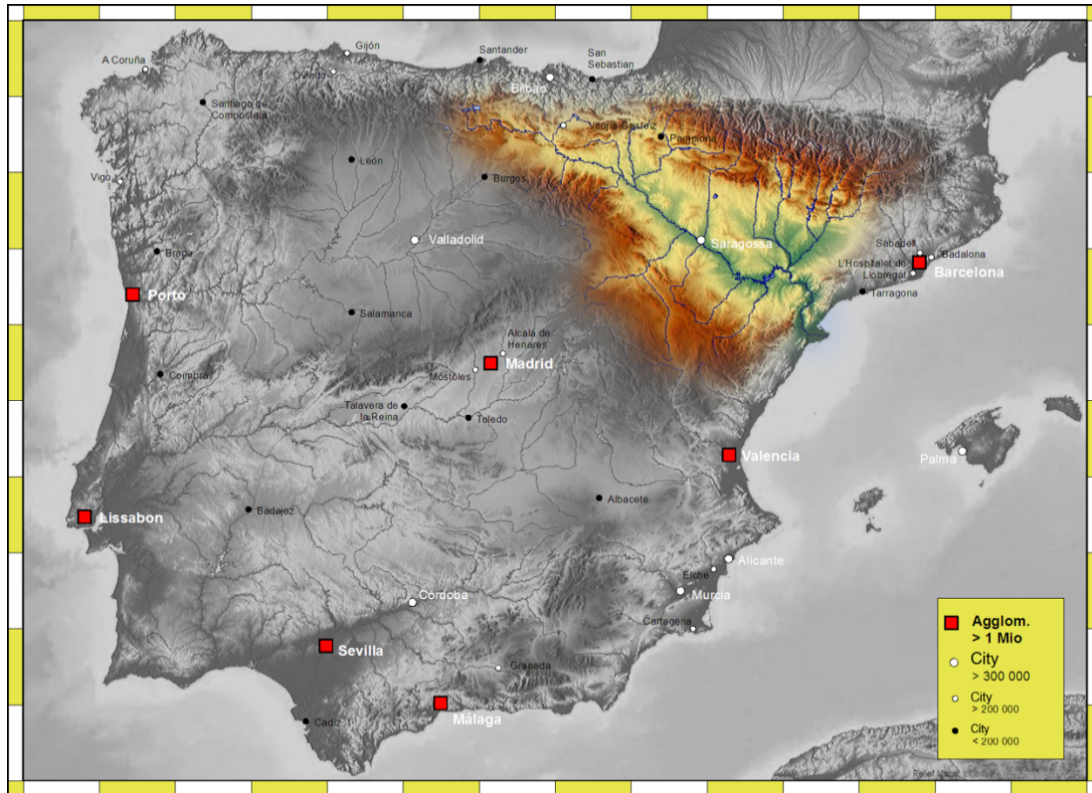 Gijón
Santander
San
Sebastian
A Coruña
Oviedo
Bilbao
Santiago de
Compostela
Vitoria-Gasteiz
Pamplona
León
Vigo
Burgos
Valladolid
Saragossa
Braga
Sabadell
Badalona
L'Hospitalet de
Llobregat
Barcelona
Porto
Tarragona
Salamanca
Alcalá de
Henares
Madrid
Móstoles
Coimbra
Talavera de
la Reina
Toledo
Valencia
Palma
Albacete
Badajoz
Lissabon
Alicante
Elche
Murcia
Córdoba
Cartagena
Sevilla
Granada
Málaga
Cadiz
Agglom.
> 1 Mio
City
> 300 000
City
> 200 000
City
< 200 000